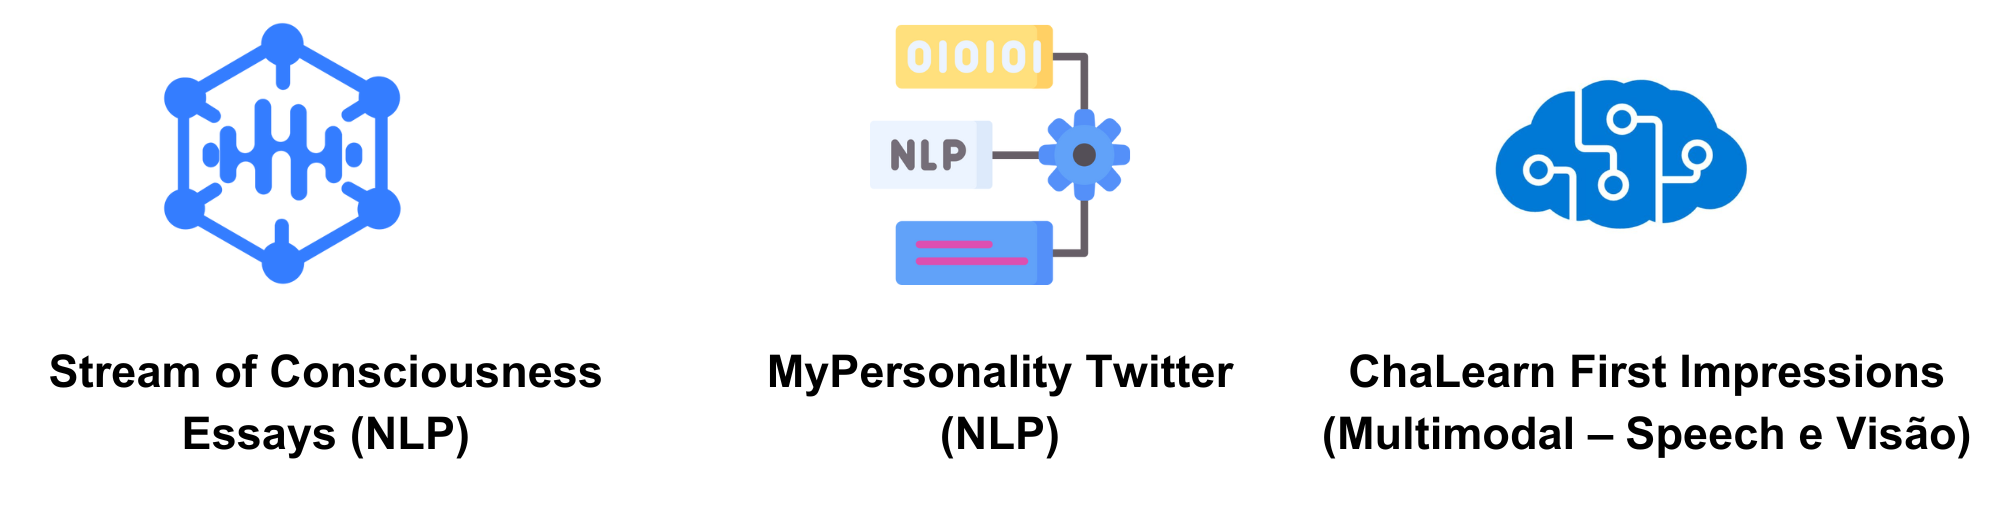 010101
NLP
Stream of Consciousness
Essays (NLP)
MyPersonality Twitter
(NLP)
ChaLearn First Impressions
(Multimodal – Speech e Visão)